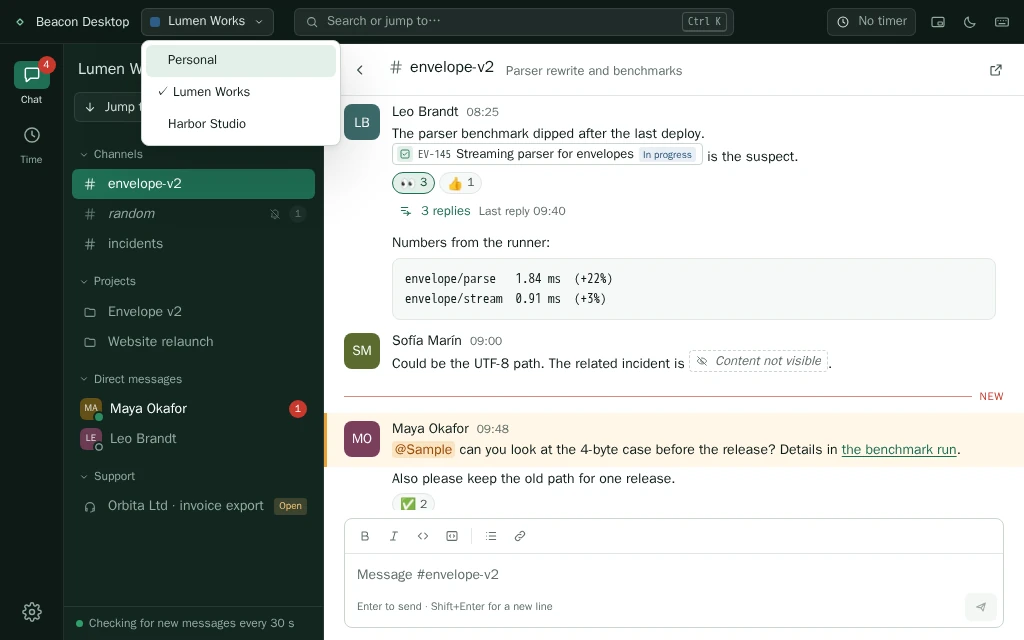 Beacon Desktop
Lumen Works
Search or jump to···
Ctrl K
No timer
Personal
✓ Lumen Works
Harbor Studio
4
Chat
Time
Lumen W
Jump t
Channels
# envelope-v2
# random
1
# incidents
Projects
Envelope v2
Website relaunch
Direct messages
MA
Maya Okafor
1
LE
Leo Brandt
Support
Orbita Ltd · invoice export
Open
Checking for new messages every 30 s
# envelope-v2
Parser rewrite and benchmarks
LB
Leo Brandt 08:25
The parser benchmark dipped after the last deploy.
EV-145 Streaming parser for envelopes In progress is the suspect.
👀 3 👍 1
3 replies Last reply 09:40
Numbers from the runner:
envelope/parse 1.84 ms (+22%)
envelope/stream 0.91 ms (+3%)
SM
Sofía Marín 09:00
Could be the UTF-8 path. The related incident is Content not visible.
NEW
MO
Maya Okafor 09:48
@Sample can you look at the 4-byte case before the release? Details in the benchmark run.
Also please keep the old path for one release.
✅ 2
B I
Message #envelope-v2
Enter to send · Shift+Enter for a new line